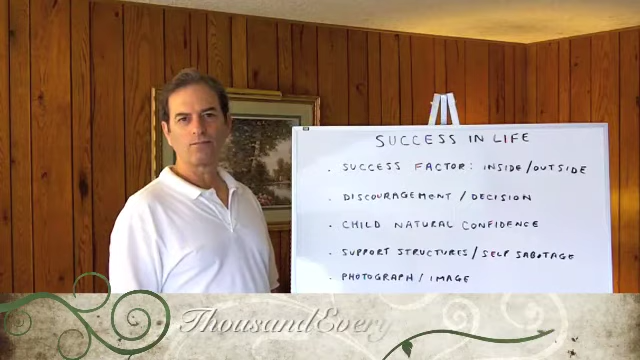 SUCCESS IN LIFE
. SUCCESS FACTOR: INSIDE/OUTSIDE
. DISCOURAGEMENT / DECISION
. CHILD NATURAL CONFIDENCE
. SUPPORT STRUCTURES / SELF SABOTAGE
. PHOTOGRAPH / IMAGE
ThousandEvery